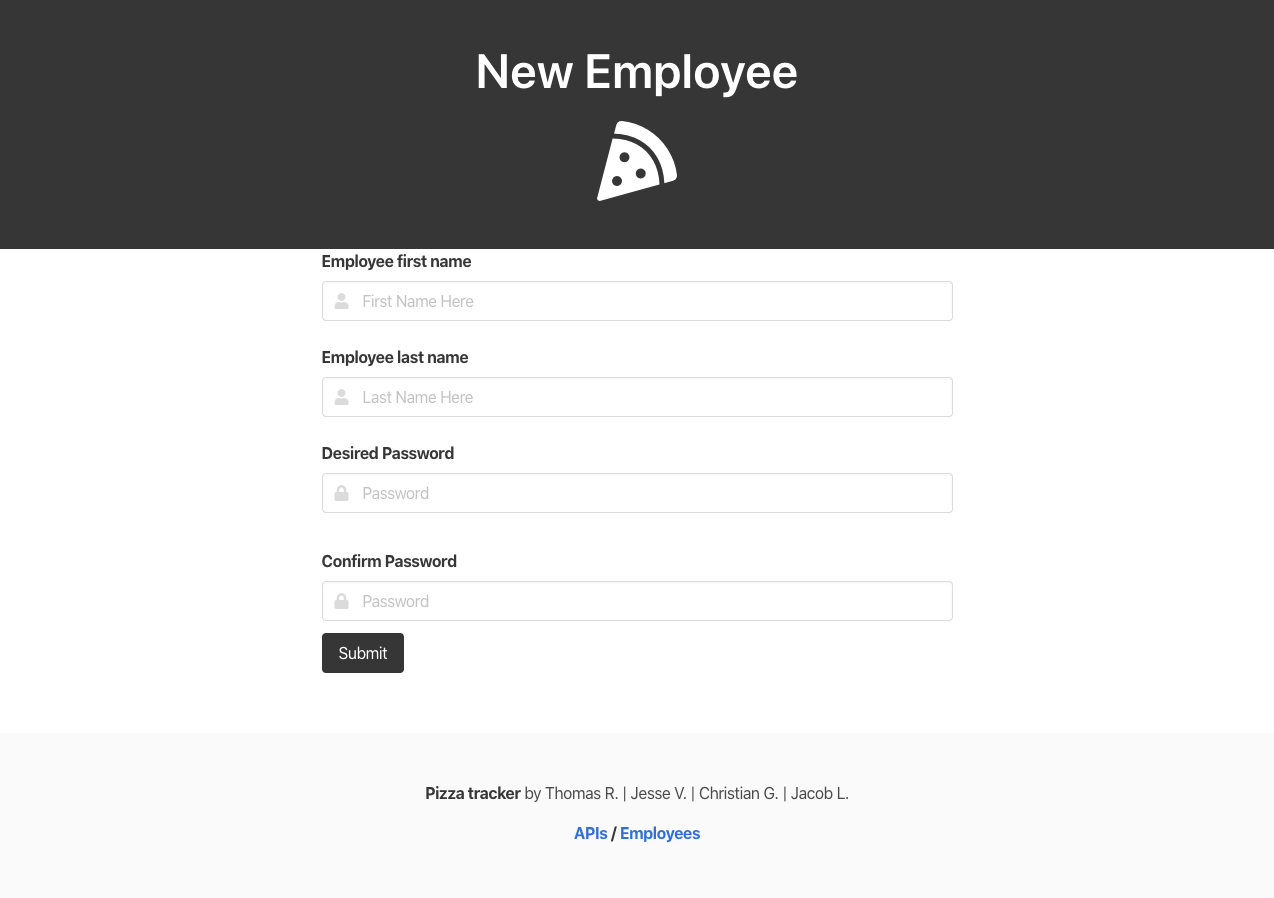 New Employee
Employee first name
First Name Here
Employee last name
Last Name Here
Desired Password
Password
Confirm Password
Password
Submit
Pizza tracker by Thomas R. | Jesse V. | Christian G. | Jacob L.
APIs / Employees